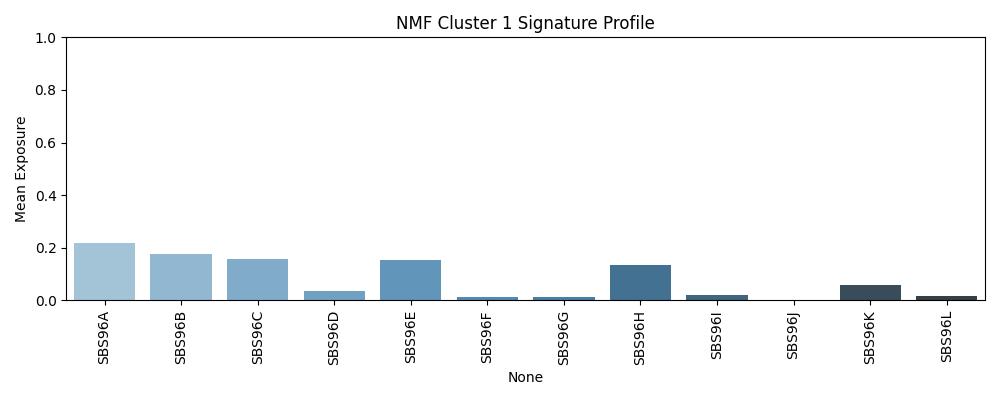 NMF Cluster 1 Signature Profile
1.0
0.8
0.6
0.4
0.2
0.0
Mean Exposure
SBS96A
SBS96B
SBS96C
SBS96D
SBS96E
SBS96F
SBS96G
SBS96H
SBS96I
SBS96J
SBS96K
SBS96L
None